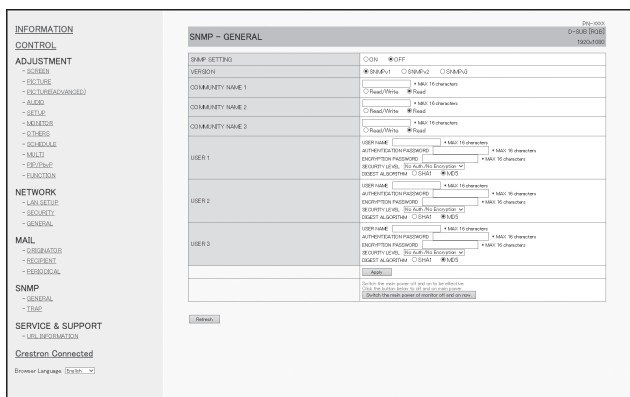 INFORMATION
CONTROL
ADJUSTMENT
- SCREEN
- PICTURE
- PICTURE(ADVANCED)
- AUDIO
- SETUP
- MONITOR
- OTHERS
- SCHEDULE
- MULTI
- PIP/PbyP
- FUNCTION
NETWORK
- LAN SETUP
- SECURITY
- GENERAL
MAIL
- ORIGINATOR
- RECIPIENT
- PERIODICAL
SNMP
- GENERAL
- TRAP
SERVICE & SUPPORT
- URL INFORMATION
Crestron Connected
Browser Language English
PN-XXX
SNMP - GENERAL
D-SUB [RGB]
1920x1080
SNMP SETTING ON OFF
VERSION SNMPv1 SNMPv2 SNMPv3
COMMUNITY NAME 1 * MAX 16 characters
Read/Write Read
COMMUNITY NAME 2 * MAX 16 characters
Read/Write Read
COMMUNITY NAME 3 * MAX 16 characters
Read/Write Read
USER 1
USER NAME * MAX 16 characters
AUTHENTICATION PASSWORD * MAX 16 characters
ENCRYPTION PASSWORD * MAX 16 characters
SECURITY LEVEL No Auth/No Encryption
DIGEST ALGORITHM SHA1 MD5
USER 2
USER NAME * MAX 16 characters
AUTHENTICATION PASSWORD * MAX 16 characters
ENCRYPTION PASSWORD * MAX 16 characters
SECURITY LEVEL No Auth/No Encryption
DIGEST ALGORITHM SHA1 MD5
USER 3
USER NAME * MAX 16 characters
AUTHENTICATION PASSWORD * MAX 16 characters
ENCRYPTION PASSWORD * MAX 16 characters
SECURITY LEVEL No Auth/No Encryption
DIGEST ALGORITHM SHA1 MD5
Apply
Switch the main power off and on to be effective.
Click the button below to off and on main power.
Switch the main power of monitor off and on now.
Refresh